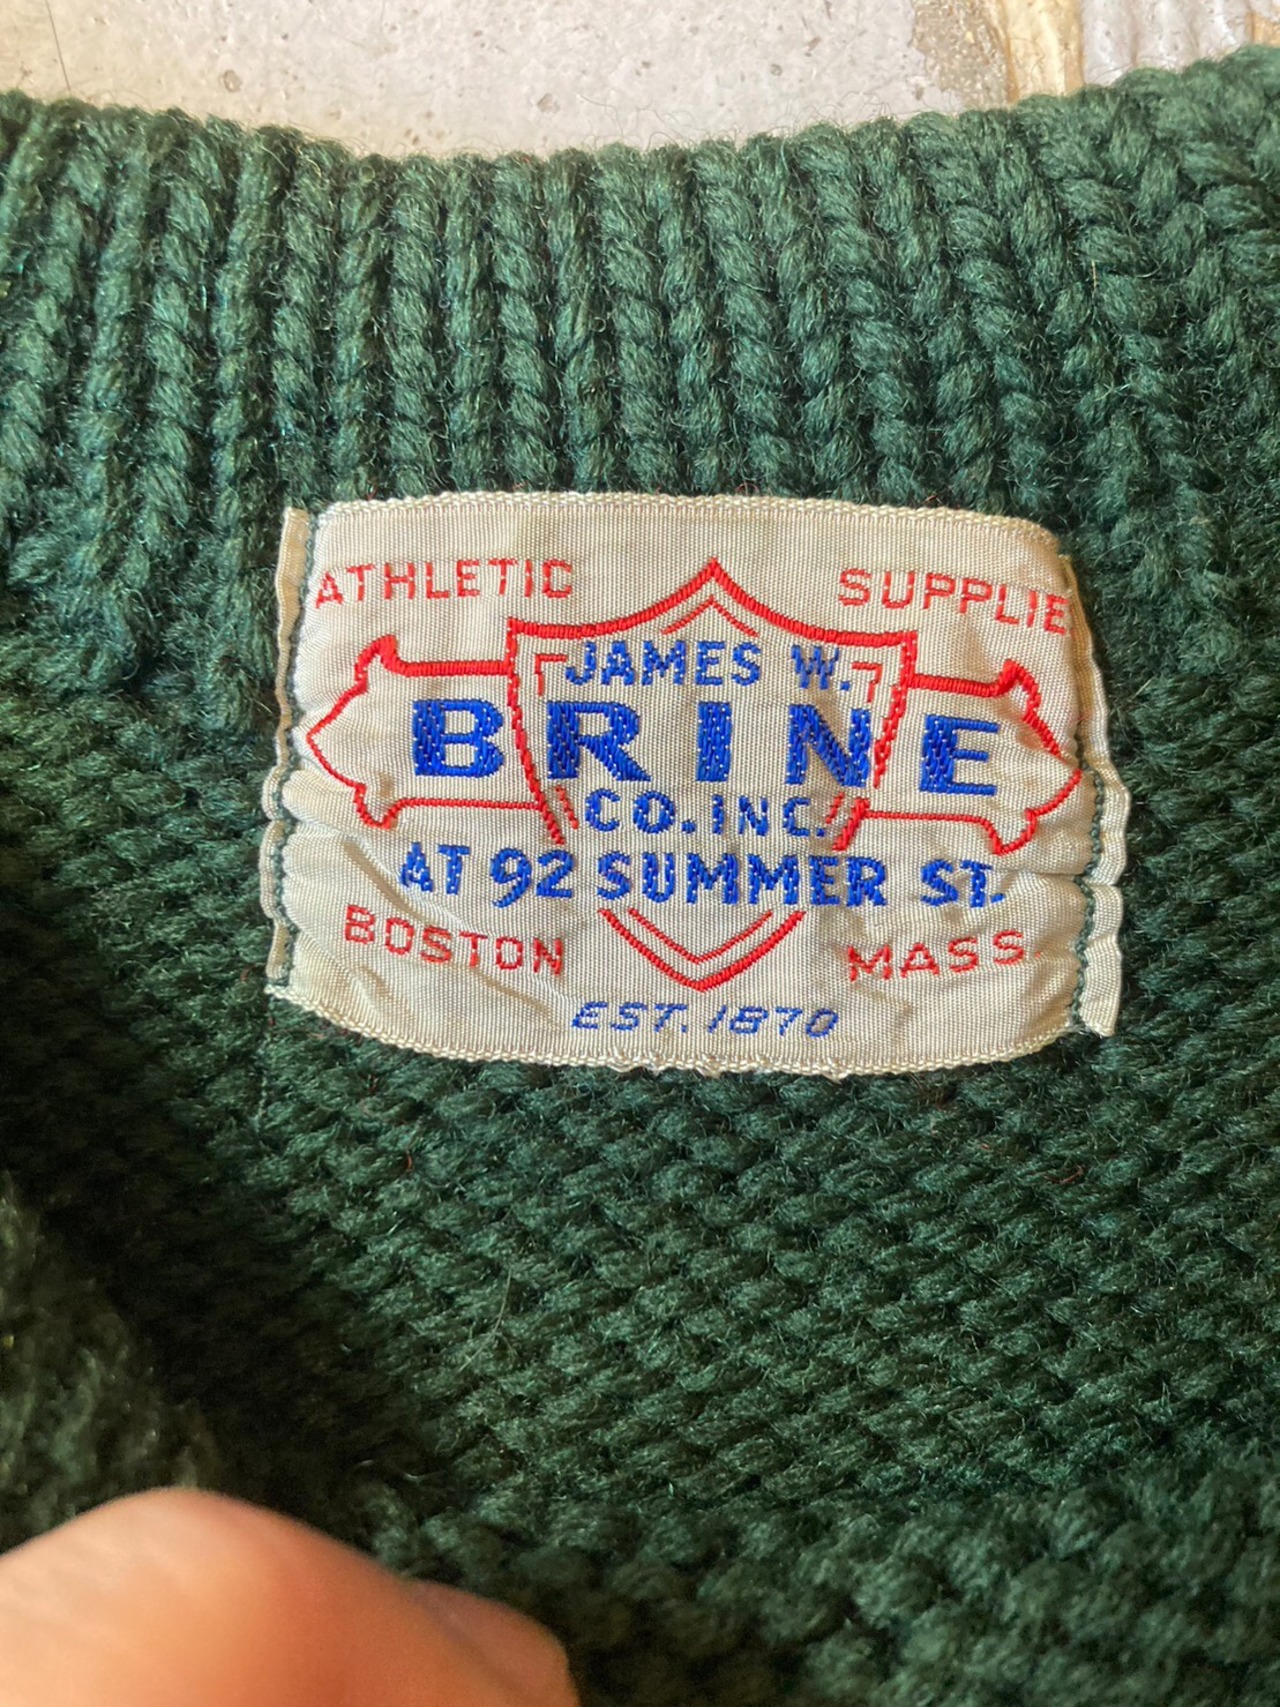 ATHLETIC SUPPLIE
JAMES W.
BRINE
CO. INC.
AT 92 SUMMER ST.
BOSTON MASS.
EST. 1870